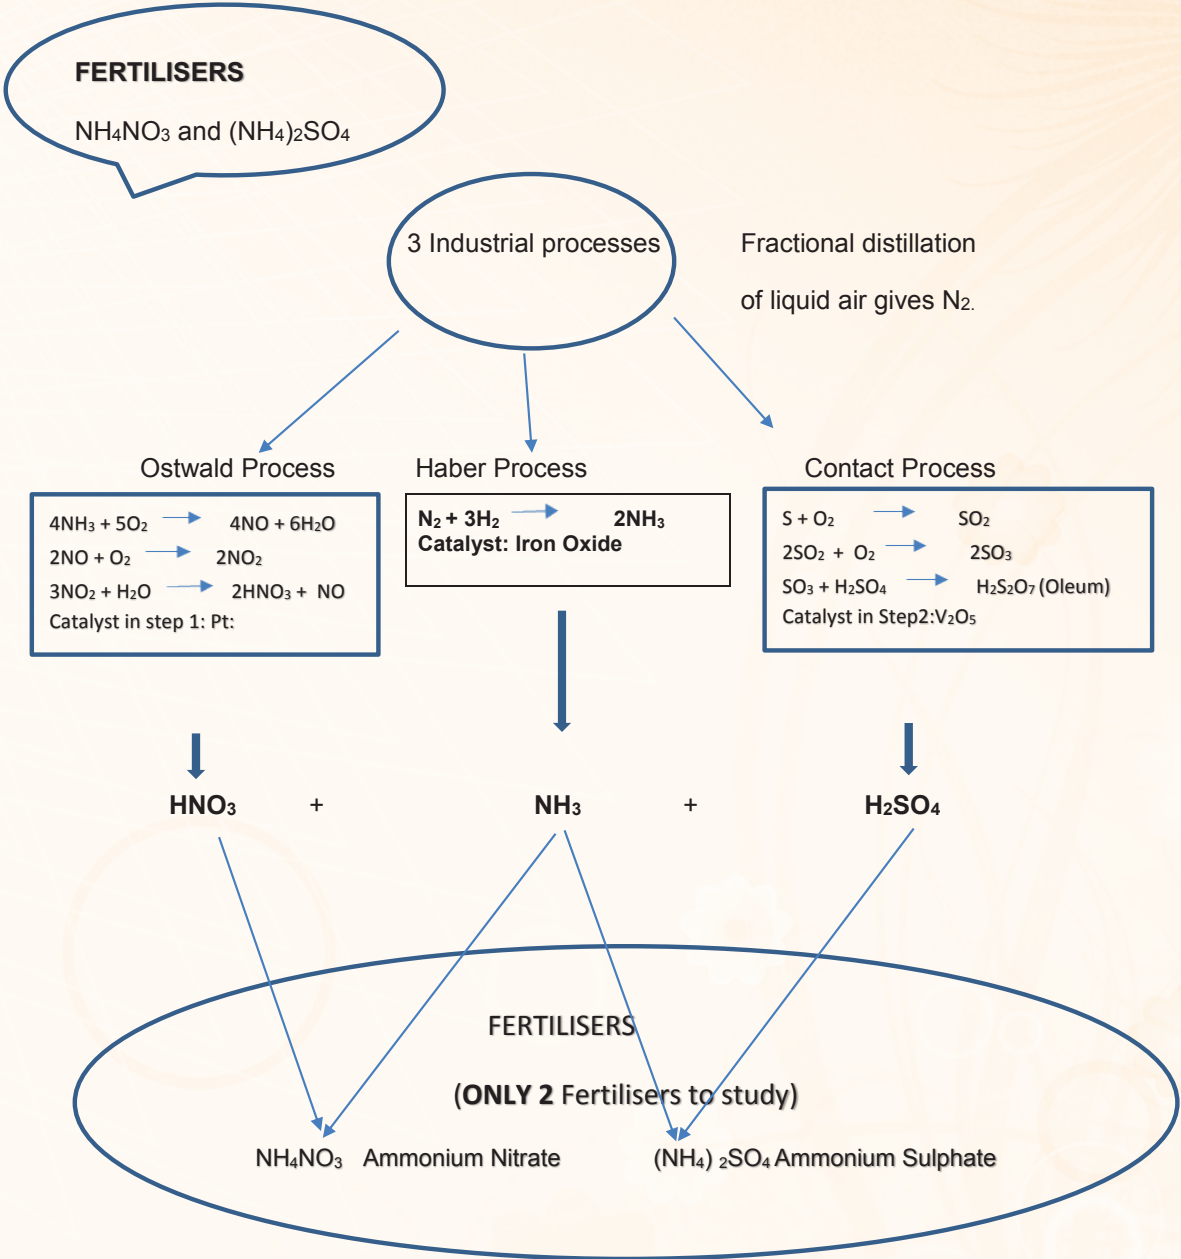 FERTILISERS
NH₄NO₃ and (NH₄)₂SO₄
3 Industrial processes
Fractional distillation
of liquid air gives N₂.
Ostwald Process
4NH₃ + 5O₂ → 4NO + 6H₂O
2NO + O₂ → 2NO₂
3NO₂ + H₂O → 2HNO₃ + NO
Catalyst in step 1: Pt:
Haber Process
N₂ + 3H₂ → 2NH₃
Catalyst: Iron Oxide
Contact Process
S + O₂ → SO₂
2SO₂ + O₂ → 2SO₃
SO₃ + H₂SO₄ → H₂S₂O₇ (Oleum)
Catalyst in Step2:V₂O₅
HNO₃ + NH₃ + H₂SO₄
FERTILISERS
(ONLY 2 Fertilisers to study)
NH₄NO₃ Ammonium Nitrate
(NH₄) ₂SO₄ Ammonium Sulphate